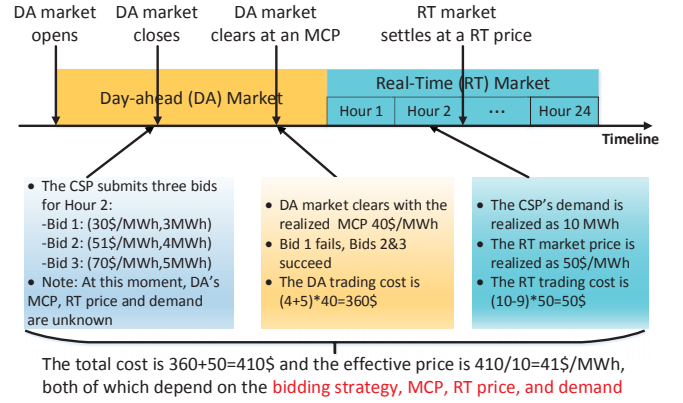 DA market opens
DA market closes
DA market clears at an MCP
RT market settles at a RT price
Day-ahead (DA) Market
Real-Time (RT) Market
Hour 1
Hour 2
...
Hour 24
Timeline
• The CSP submits three bids
for Hour 2:
-Bid 1: (30$/MWh,3MWh)
-Bid 2: (51$/MWh,4MWh)
-Bid 3: (70$/MWh,5MWh)
• Note: At this moment, DA's
MCP, RT price and demand
are unknown
• DA market clears with the
realized MCP 40$/MWh
• Bid 1 fails, Bids 2&3
succeed
• The DA trading cost is
(4+5)*40=360$
• The CSP's demand is
realized as 10 MWh
• The RT market price is
realized as 50$/MWh
• The RT trading cost is
(10-9)*50=50$
The total cost is 360+50=410$ and the effective price is 410/10=41$/MWh,
both of which depend on the bidding strategy, MCP, RT price, and demand